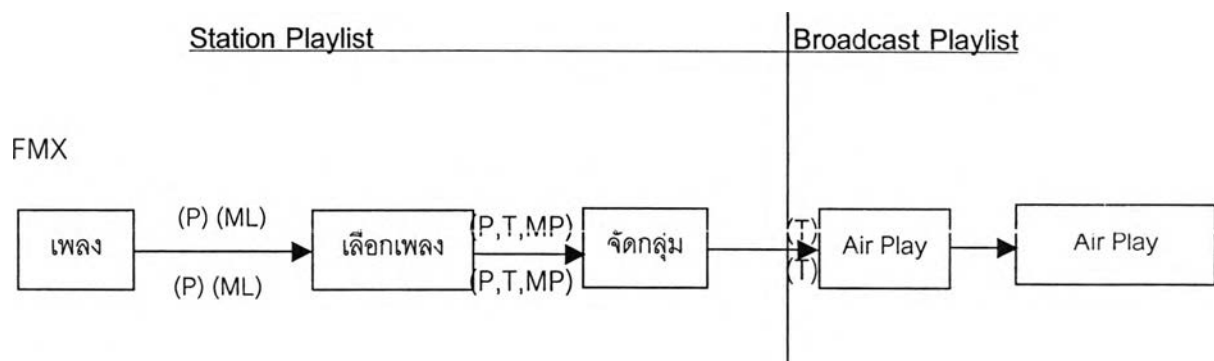 Station Playlist
Broadcast Playlist
FMX
เพลง
(P) (ML)
(P) (ML)
เลือกเพลง
(P,T,MP)
(P,T,MP)
จัดกลุ่ม
(T)
(T)
Air Play
Air Play